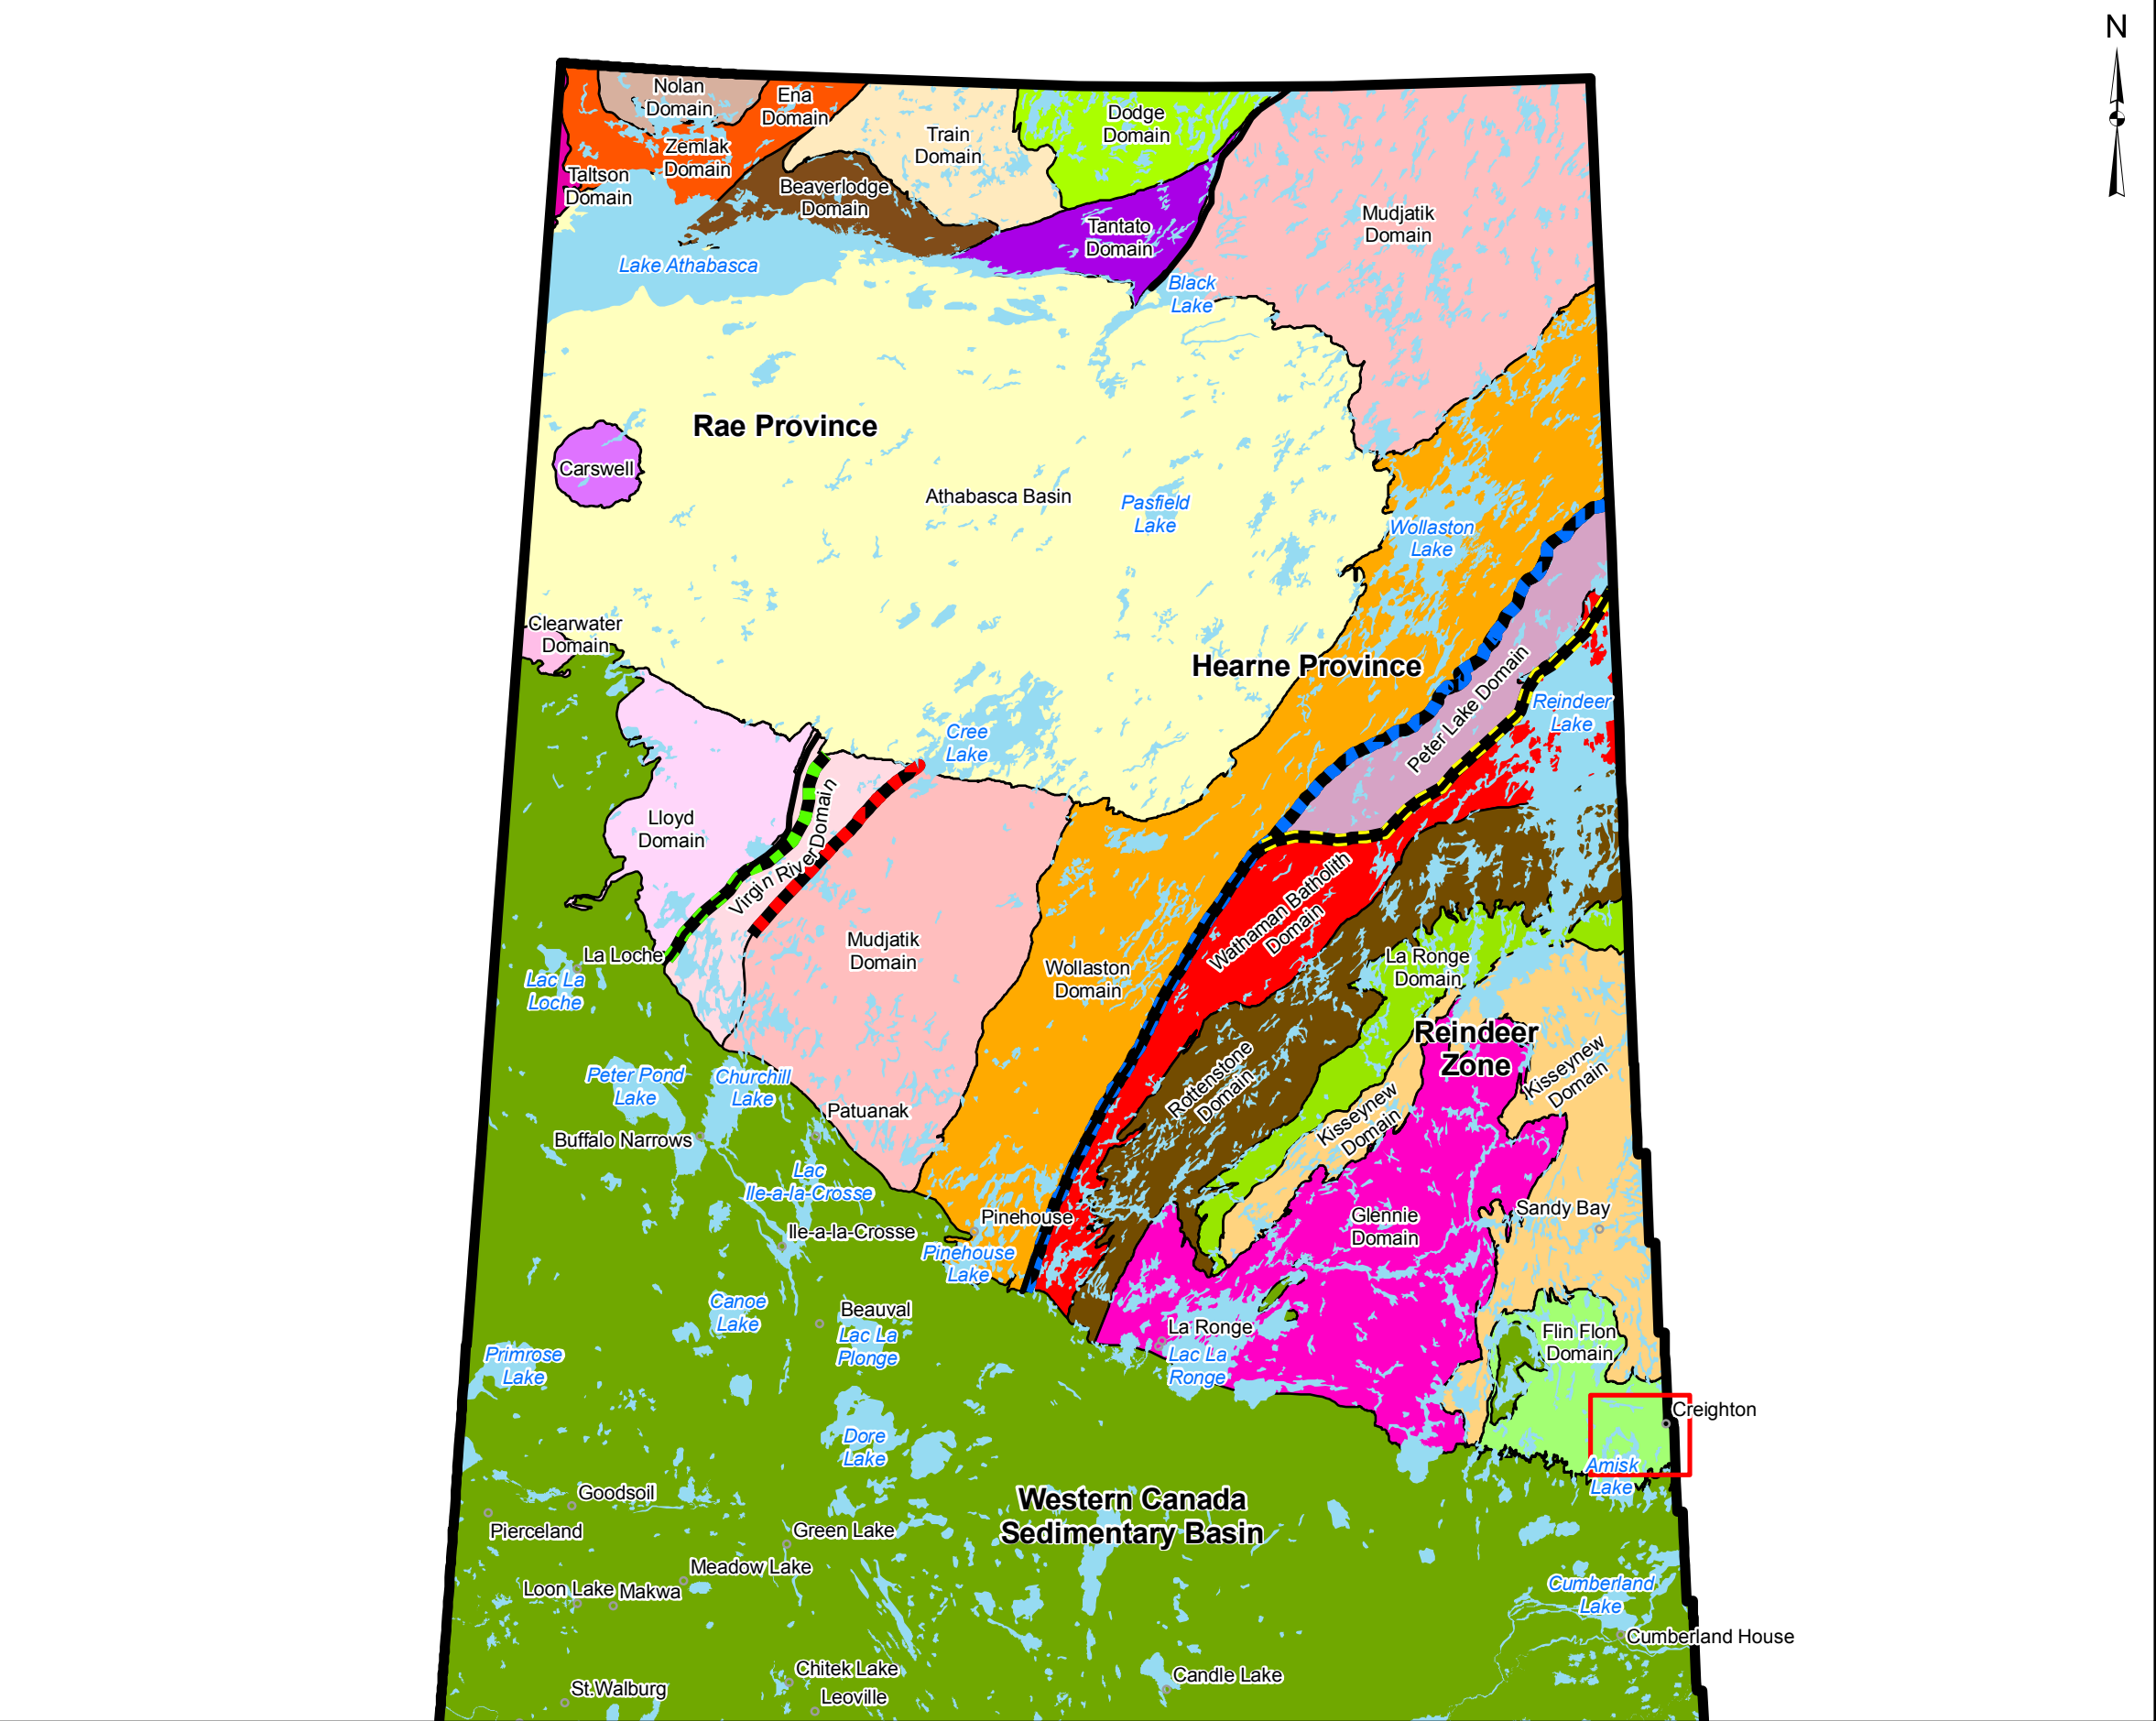 N
Nolan
Domain
Ena
Domain
Zemlak
Domain
Taltson
Domain
Train
Domain
Dodge
Domain
Beaverlodge
Domain
Tantato
Domain
Mudjatik
Domain
Lake Athabasca
Black
Lake
Rae Province
Carswell
Athabasca Basin
Pasfield
Lake
Wollaston
Lake
Clearwater
Domain
Hearne Province
Peter Lake Domain
Reindeer
Lake
Cree
Lake
Lloyd
Domain
Virgin River Domain
Wathaman Batholith
Domain
Mudjatik
Domain
La Loche
Lac La
Loche
Wollaston
Domain
La Ronge
Domain
Reindeer
Zone
Rottenstone
Domain
Kisseynew
Domain
Kisseynew
Domain
Peter Pond
Lake
Churchill
Lake
Patuanak
Buffalo Narrows
Lac
Ile-a-la-Crosse
Ile-a-la-Crosse
Pinehouse
Pinehouse
Lake
Glennie
Domain
Sandy Bay
Canoe
Lake
Beauval
Lac La
Plonge
La Ronge
Lac La
Ronge
Flin Flon
Domain
Primrose
Lake
Creighton
Dore
Lake
Amisk
Lake
Goodsoil
Pierceland
Western Canada
Sedimentary Basin
Green Lake
Meadow Lake
Loon Lake
Makwa
Cumberland
Lake
Cumberland House
Chitek Lake
Candle Lake
St.Walburg
Leoville